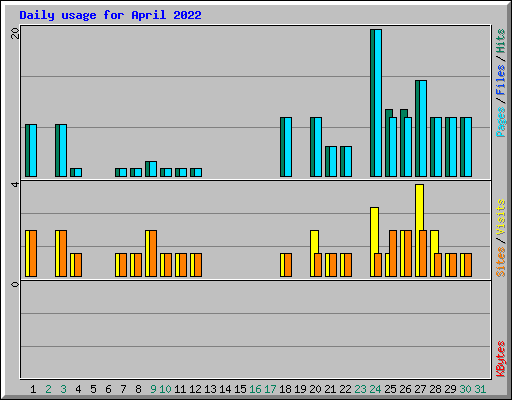 Daily usage for April 2022
20
4
0
Pages/Files/Hits
Sites/Visits
KBytes
1 2 3 4 5 6 7 8 9 10 11 12 13 14 15 16 17 18 19 20 21 22 23 24 25 26 27 28 29 30 31